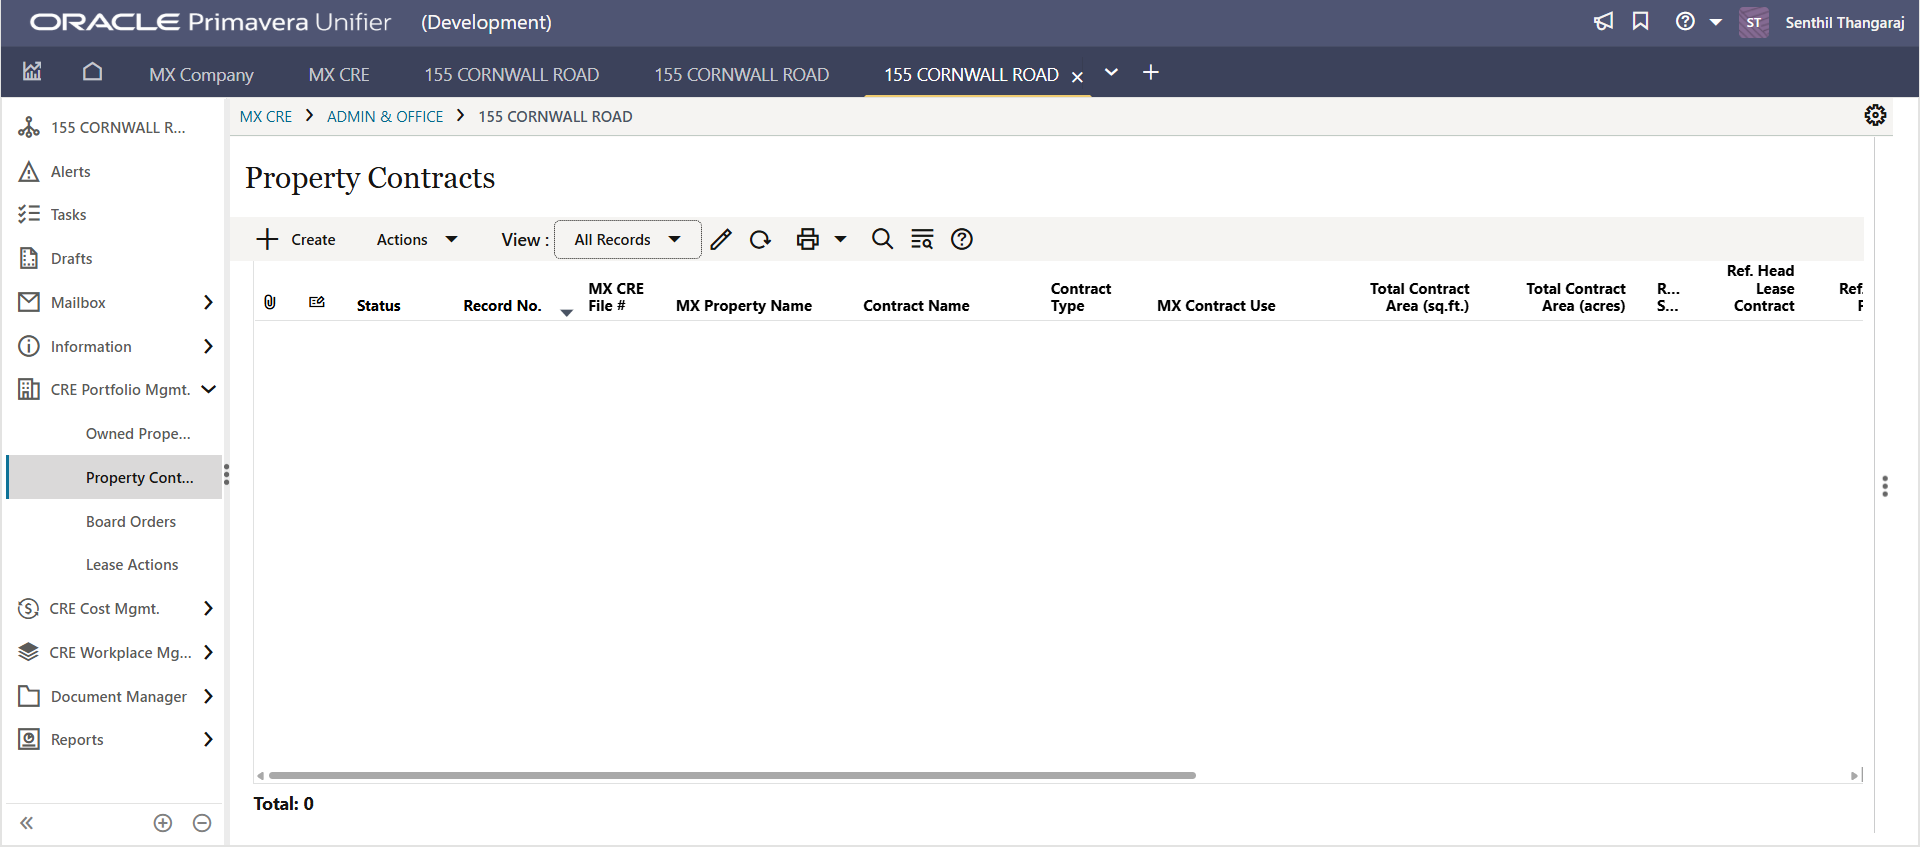 ORACLE Primavera Unifier (Development)
ST Senthil Thangaraj
MX Company MX CRE 155 CORNWALL ROAD 155 CORNWALL ROAD 155 CORNWALL ROAD
155 CORNWALL R...
Alerts
Tasks
Drafts
Mailbox
Information
CRE Portfolio Mgmt.
Owned Prope...
Property Cont...
Board Orders
Lease Actions
CRE Cost Mgmt.
CRE Workplace Mg...
Document Manager
Reports
MX CRE > ADMIN & OFFICE > 155 CORNWALL ROAD
Property Contracts
Create Actions View : All Records
Status
Record No.
MX CRE
File #
MX Property Name
Contract Name
Contract
Type
MX Contract Use
Total Contract
Area (sq.ft.)
Total Contract
Area (acres)
R...
S...
Ref. Head
Lease
Contract
Ref.
Total: 0